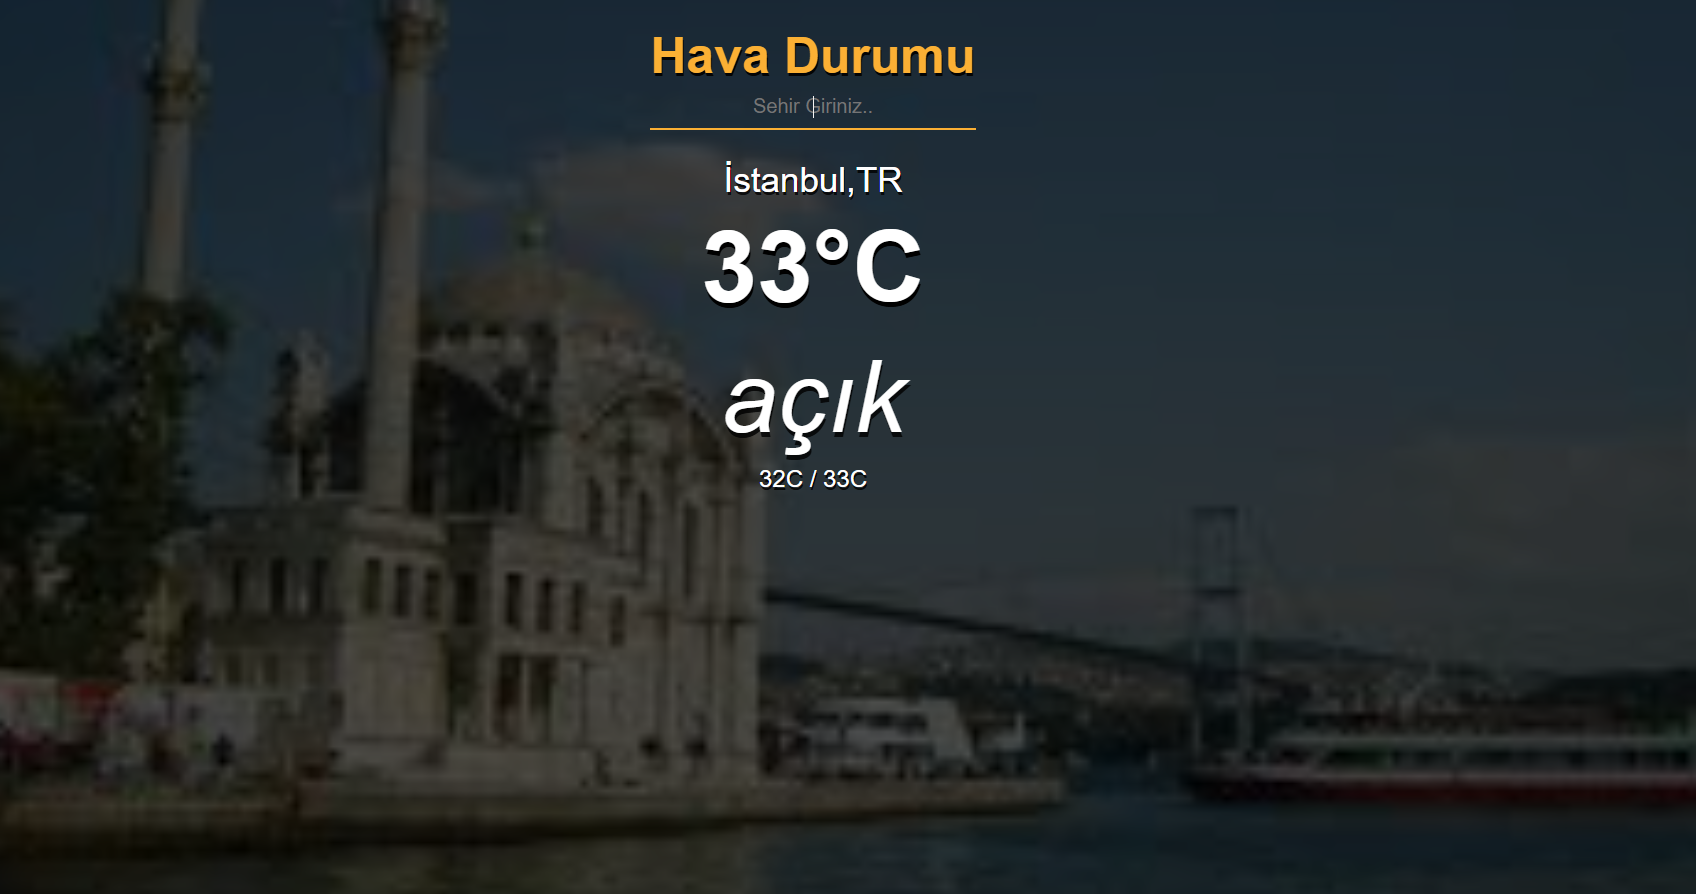 Hava Durumu
Sehir Giriniz..
İstanbul,TR
33°C
açık
32C / 33C